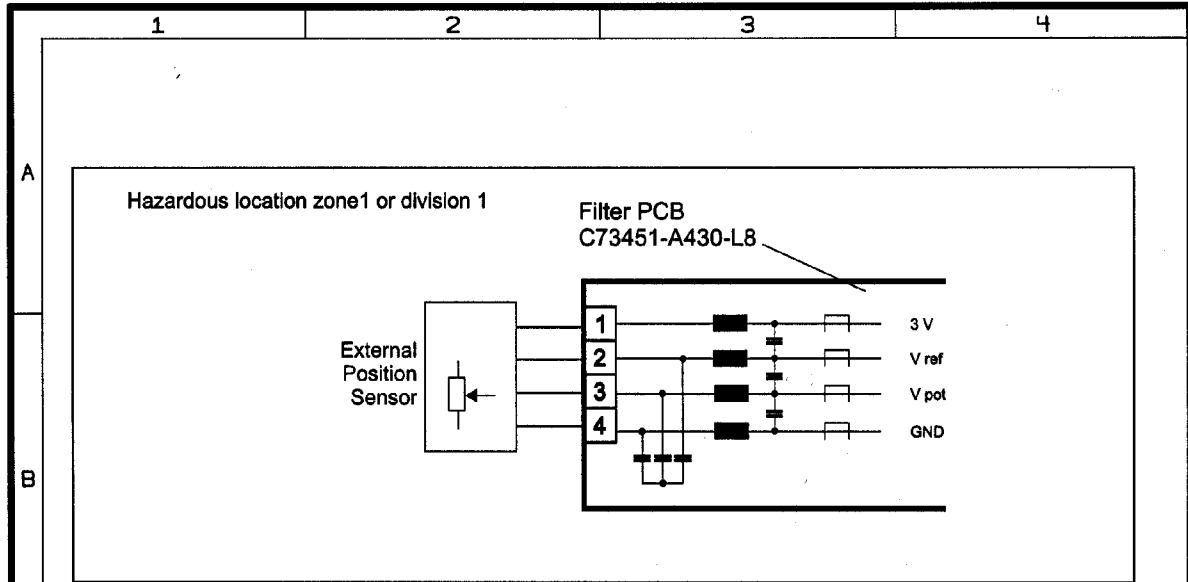 1 2 3 4
A
Hazardous location zone1 or division 1
Filter PCB
C73451-A430-L8
External
Position
Sensor
1
2
3
4
3 V
V ref
V pot
GND
B